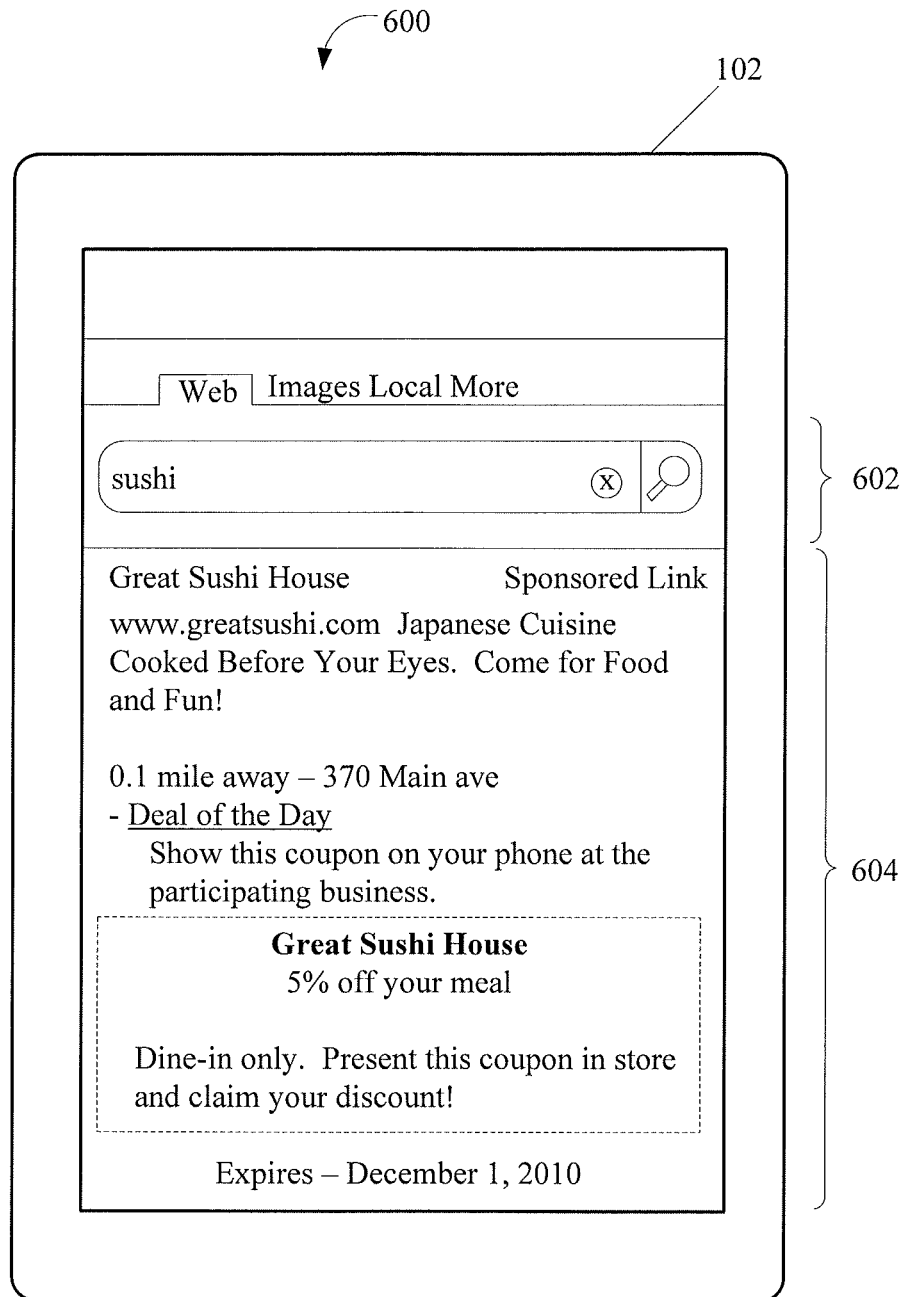 600
102
Web Images Local More
sushi X
602
Great Sushi House Sponsored Link
www.greatsushi.com Japanese Cuisine
Cooked Before Your Eyes. Come for Food
and Fun!
0.1 mile away – 370 Main ave
- Deal of the Day
Show this coupon on your phone at the
participating business.
604
Great Sushi House
5% off your meal
Dine-in only. Present this coupon in store
and claim your discount!
Expires – December 1, 2010